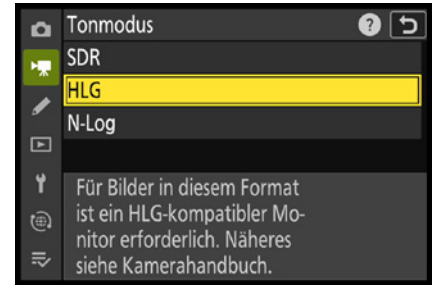 Tonmodus ?
SDR
HLG
N-Log
Für Bilder in diesem Format
ist ein HLG-kompatibler Mo-
nitor erforderlich. Näheres
siehe Kamerahandbuch.